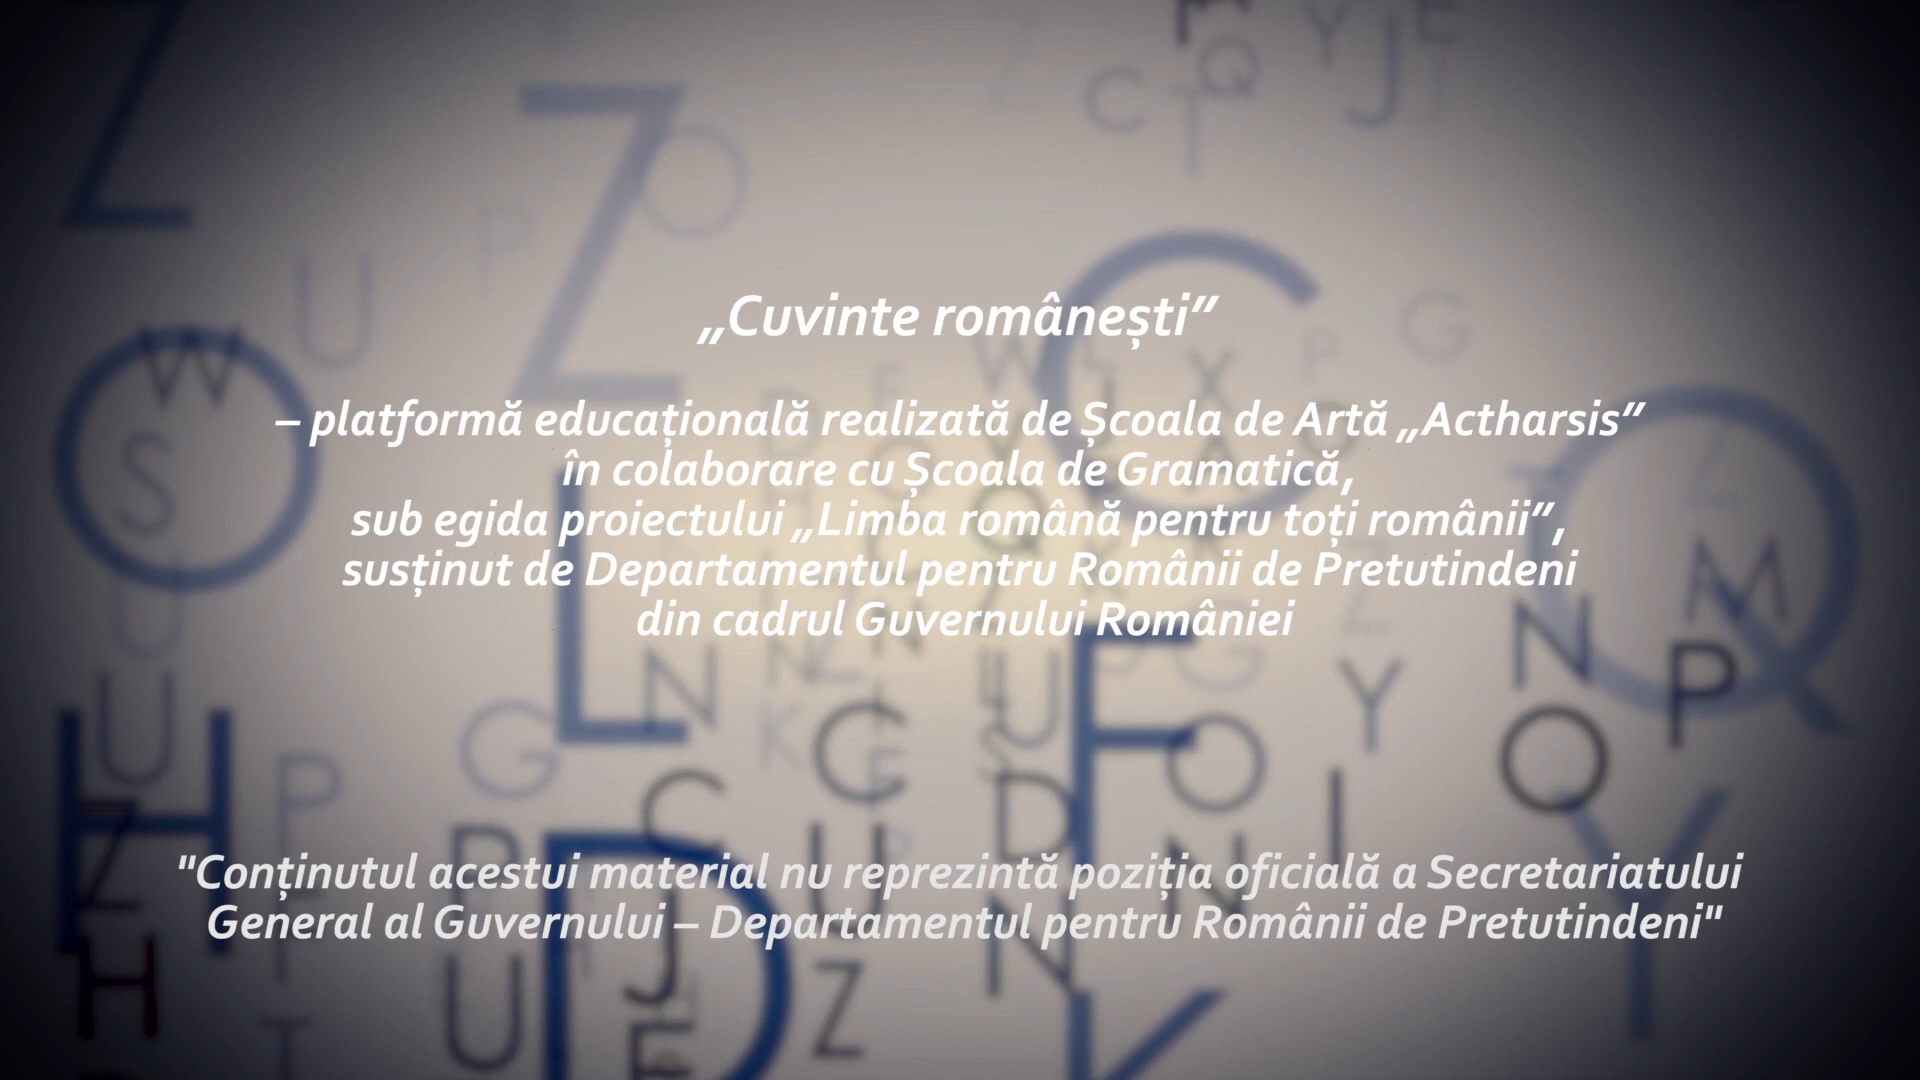 „Cuvinte românești”
– platformă educațională realizată de Școala de Artă „Actharsis”
în colaborare cu Școala de Gramatică,
sub egida proiectului „Limba română pentru toți românii”,
susținut de Departamentul pentru Românii de Pretutindeni
din cadrul Guvernului României
"Conținutul acestui material nu reprezintă poziția oficială a Secretariatului
General al Guvernului – Departamentul pentru Românii de Pretutindeni"